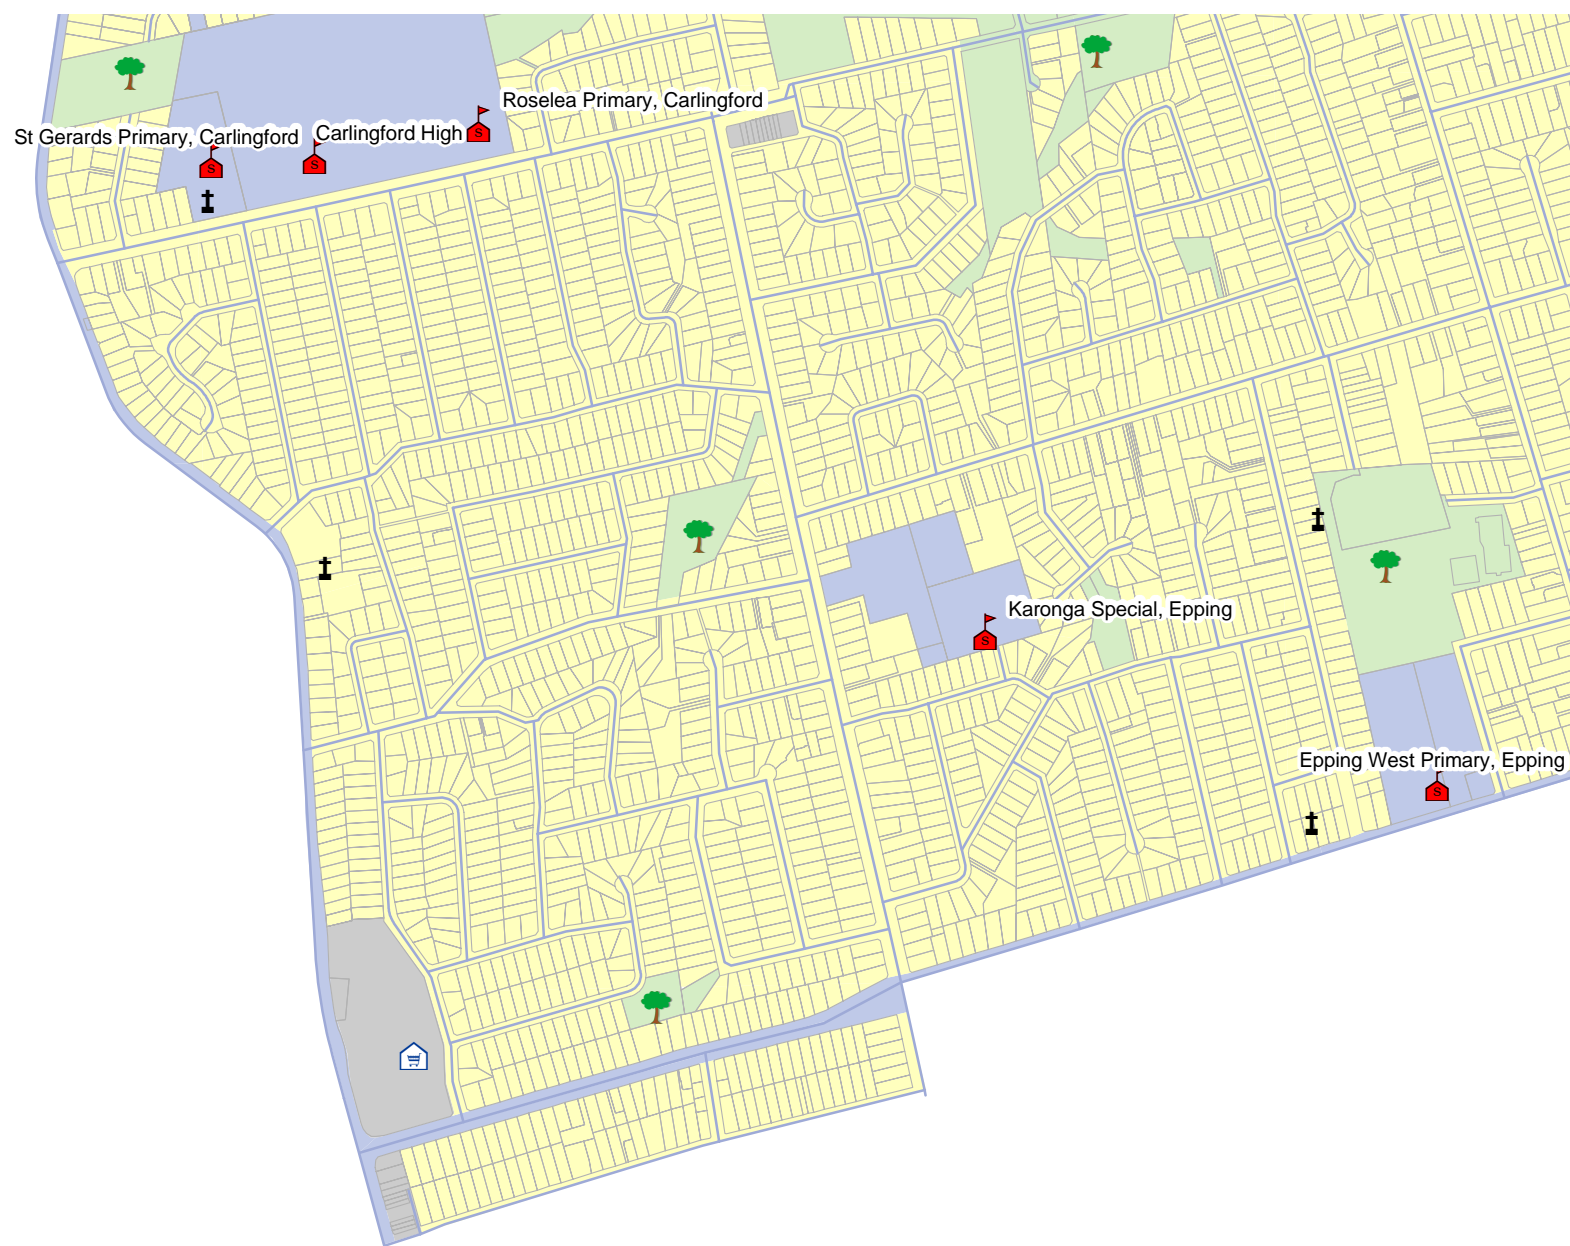 Roselea Primary, Carlingford
St Gerards Primary, Carlingford
Carlingford High
S
S
S
Karonga Special, Epping
S
Epping West Primary, Epping
S